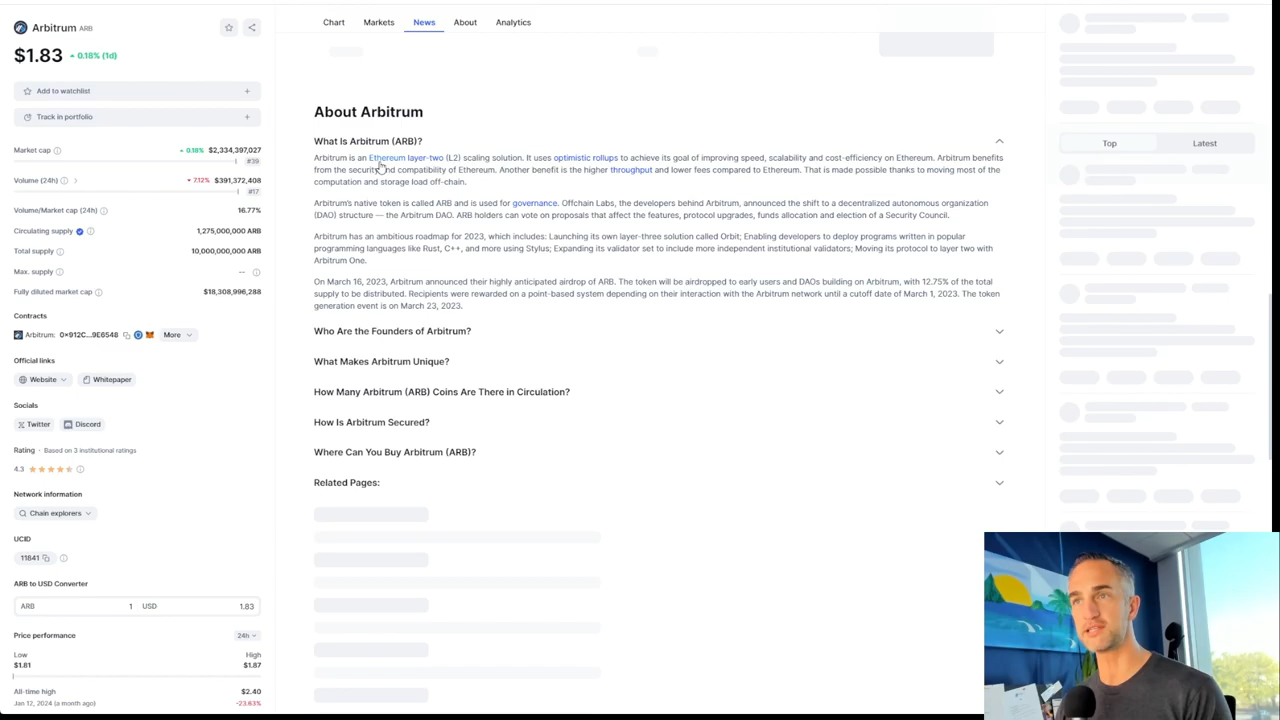 Arbitrum ARB
$1.83 0.18% (1d)
Add to watchlist +
Track in portfolio +
Market cap 0.18% $2,334,397,027
#39
Volume (24h) 7.12% $391,372,408
#17
Volume/Market cap (24h) 16.77%
Circulating supply 1,275,000,000 ARB
Total supply 10,000,000,000 ARB
Max. supply --
Fully diluted market cap $18,308,996,288
Contracts
Arbitrum: 0x912C...9E6548 More
Official links
Website Whitepaper
Socials
Twitter Discord
Rating · Based on 3 institutional ratings
4.3
Network information
Chain explorers
UCID
11841
ARB to USD Converter
ARB 1 USD 1.83
Price performance 24h
Low High
$1.81 $1.87
All-time high $2.40
Jan 12, 2024 (a month ago) -23.63%
Chart Markets News About Analytics
About Arbitrum
What Is Arbitrum (ARB)?
Arbitrum is an Ethereum layer-two (L2) scaling solution. It uses optimistic rollups to achieve its goal of improving speed, scalability and cost-efficiency on Ethereum. Arbitrum benefits
from the security and compatibility of Ethereum. Another benefit is the higher throughput and lower fees compared to Ethereum. That is made possible thanks to moving most of the
computation and storage load off-chain.
Arbitrum's native token is called ARB and is used for governance. Offchain Labs, the developers behind Arbitrum, announced the shift to a decentralized autonomous organization
(DAO) structure — the Arbitrum DAO. ARB holders can vote on proposals that affect the features, protocol upgrades, funds allocation and election of a Security Council.
Arbitrum has an ambitious roadmap for 2023, which includes: Launching its own layer-three solution called Orbit; Enabling developers to deploy programs written in popular
programming languages like Rust, C++, and more using Stylus; Expanding its validator set to include more independent institutional validators; Moving its protocol to layer two with
Arbitrum One.
On March 16, 2023, Arbitrum announced their highly anticipated airdrop of ARB. The token will be airdropped to early users and DAOs building on Arbitrum, with 12.75% of the total
supply to be distributed. Recipients were rewarded on a point-based system depending on their interaction with the Arbitrum network until a cutoff date of March 1, 2023. The token
generation event is on March 23, 2023.
Who Are the Founders of Arbitrum?
What Makes Arbitrum Unique?
How Many Arbitrum (ARB) Coins Are There in Circulation?
How Is Arbitrum Secured?
Where Can You Buy Arbitrum (ARB)?
Related Pages:
Top Latest